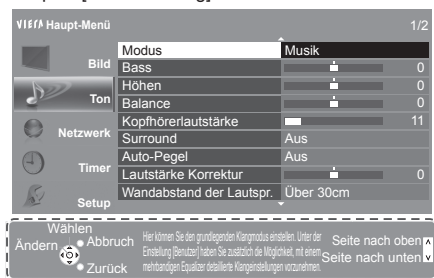 VIErA Haupt-Menü 1/2
Bild
Ton
Netzwerk
Timer
Setup
Modus Musik
Bass 0
Höhen 0
Balance 0
Kopfhörerlautstärke 11
Surround Aus
Auto-Pegel Aus
Lautstärke Korrektur 0
Wandabstand der Lautspr. Über 30cm
Wählen
Ändern
Abbruch
Zurück
Hier können Sie den grundlegenden Klangmodus einstellen. Unter der
Einstellung [Benutzer] haben Sie zusätzlich die Möglichkeit, mit einem
mehrbandigen Equalizer detaillierte Klangeinstellungen vorzunehmen.
Seite nach oben
Seite nach unten